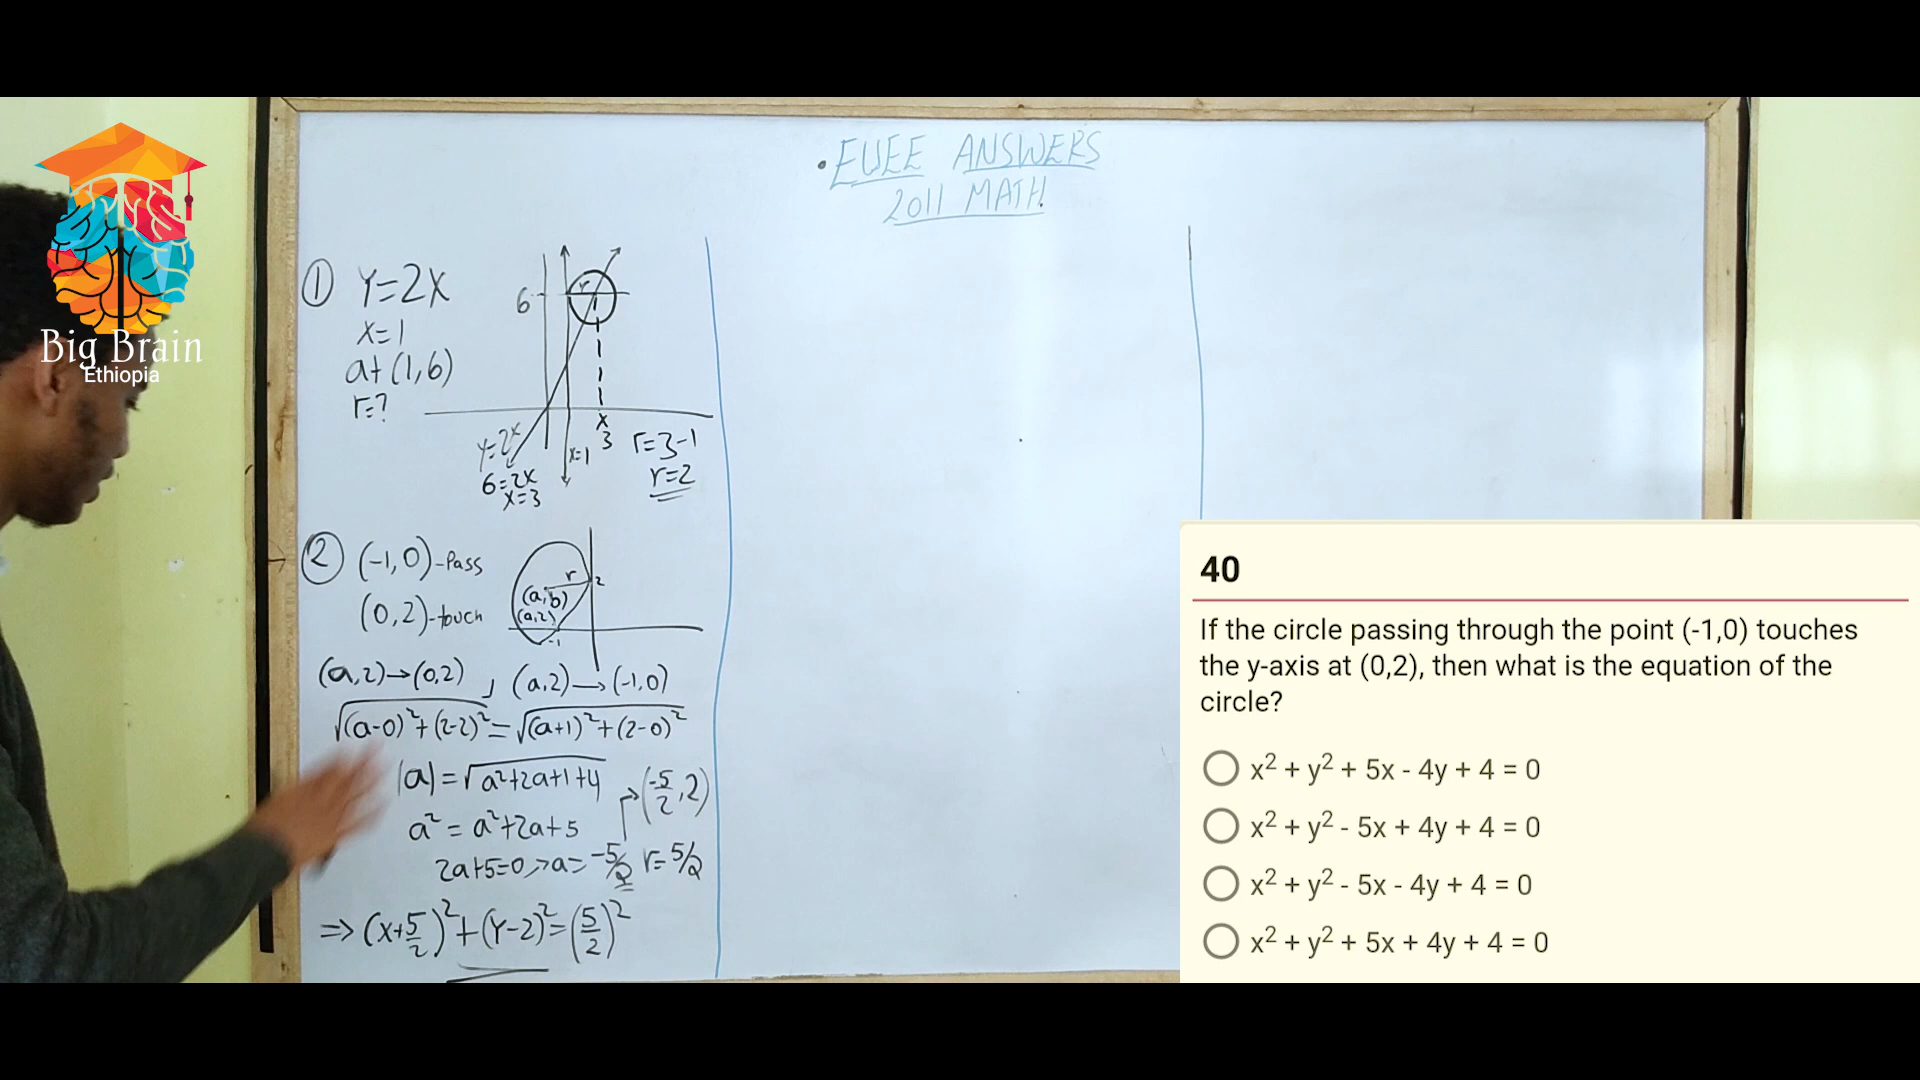 Big Brain
Ethiopia
• EUEE ANSWERS
2011 MATH.
① y=2x
x=1
at (1,6)
r=?
6
r
x
3
x=1
y=2x
6=2x
x=3
r=3-1
r=2
② (-1,0)-Pass
(0,2)-touch
r
2
(a,b)
(a,2)
-1
(a,2)→(0,2), (a,2)→(-1,0)
√(a-0)²+(2-2)² = √(a+1)²+(2-0)²
|a| = √a²+2a+1+4
→(-5/2, 2)
a² = a²+2a+5
2a+5=0 → a = -5/2 r = 5/2
⇒ (x+5/2)²+(y-2)²=(5/2)²
40
If the circle passing through the point (-1,0) touches
the y-axis at (0,2), then what is the equation of the
circle?
x² + y² + 5x - 4y + 4 = 0
x² + y² - 5x + 4y + 4 = 0
x² + y² - 5x - 4y + 4 = 0
x² + y² + 5x + 4y + 4 = 0